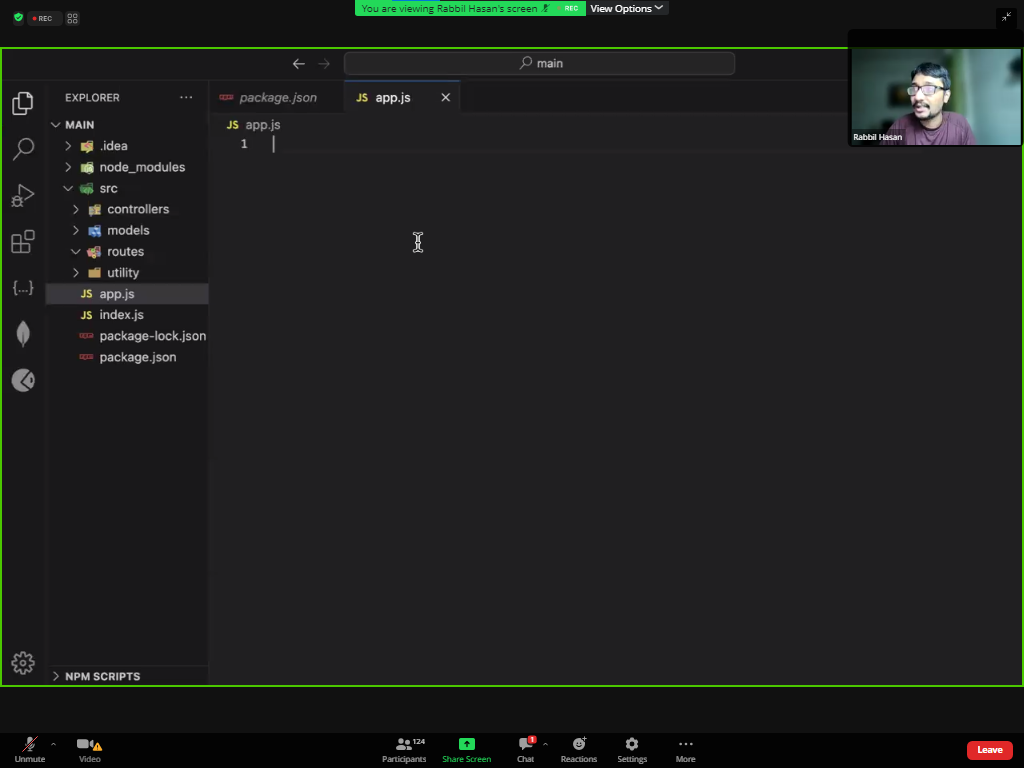 You are viewing Rabbil Hasan's screen REC View Options
REC
main
EXPLORER ...
package.json
JS app.js
MAIN
JS app.js
1
.idea
node_modules
src
controllers
models
routes
utility
JS app.js
JS index.js
package-lock.json
package.json
{...}
NPM SCRIPTS
Rabbil Hasan
Unmute
Video
Participants 124
Share Screen
Chat 1
Reactions
Settings
More
Leave